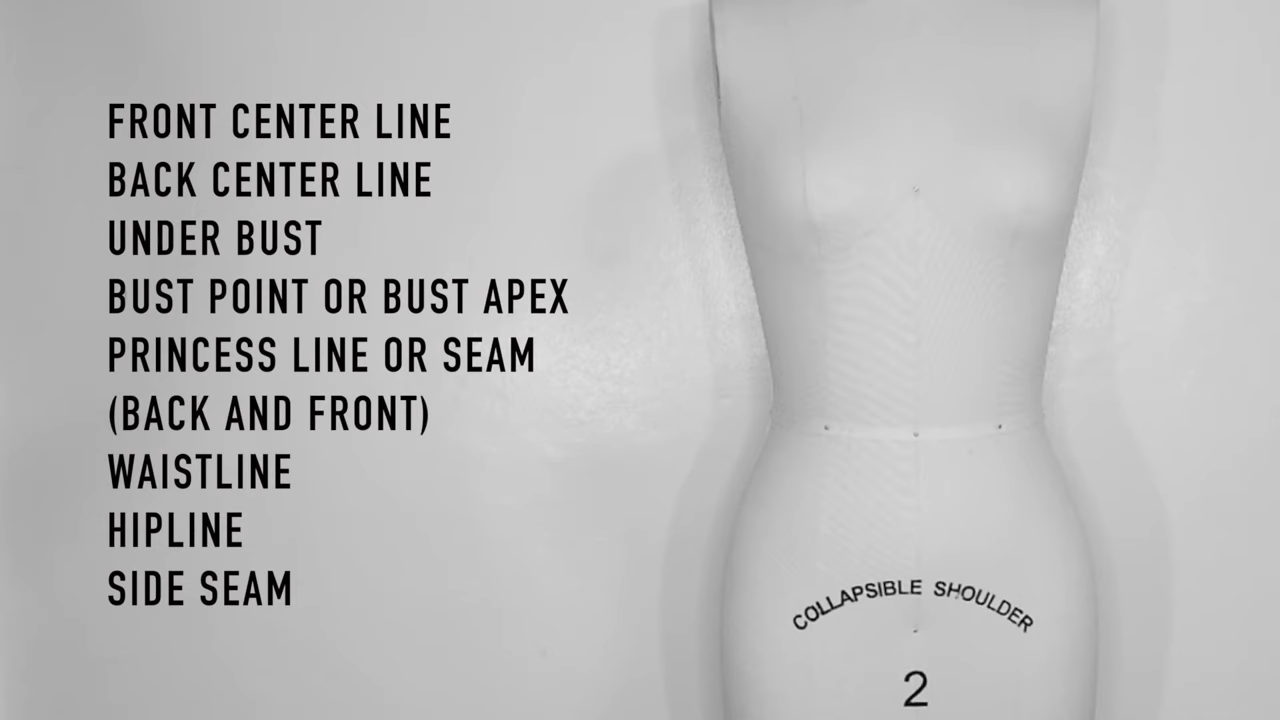 FRONT CENTER LINE
BACK CENTER LINE
UNDER BUST
BUST POINT OR BUST APEX
PRINCESS LINE OR SEAM
(BACK AND FRONT)
WAISTLINE
HIPLINE
SIDE SEAM
COLLAPSIBLE SHOULDER
2